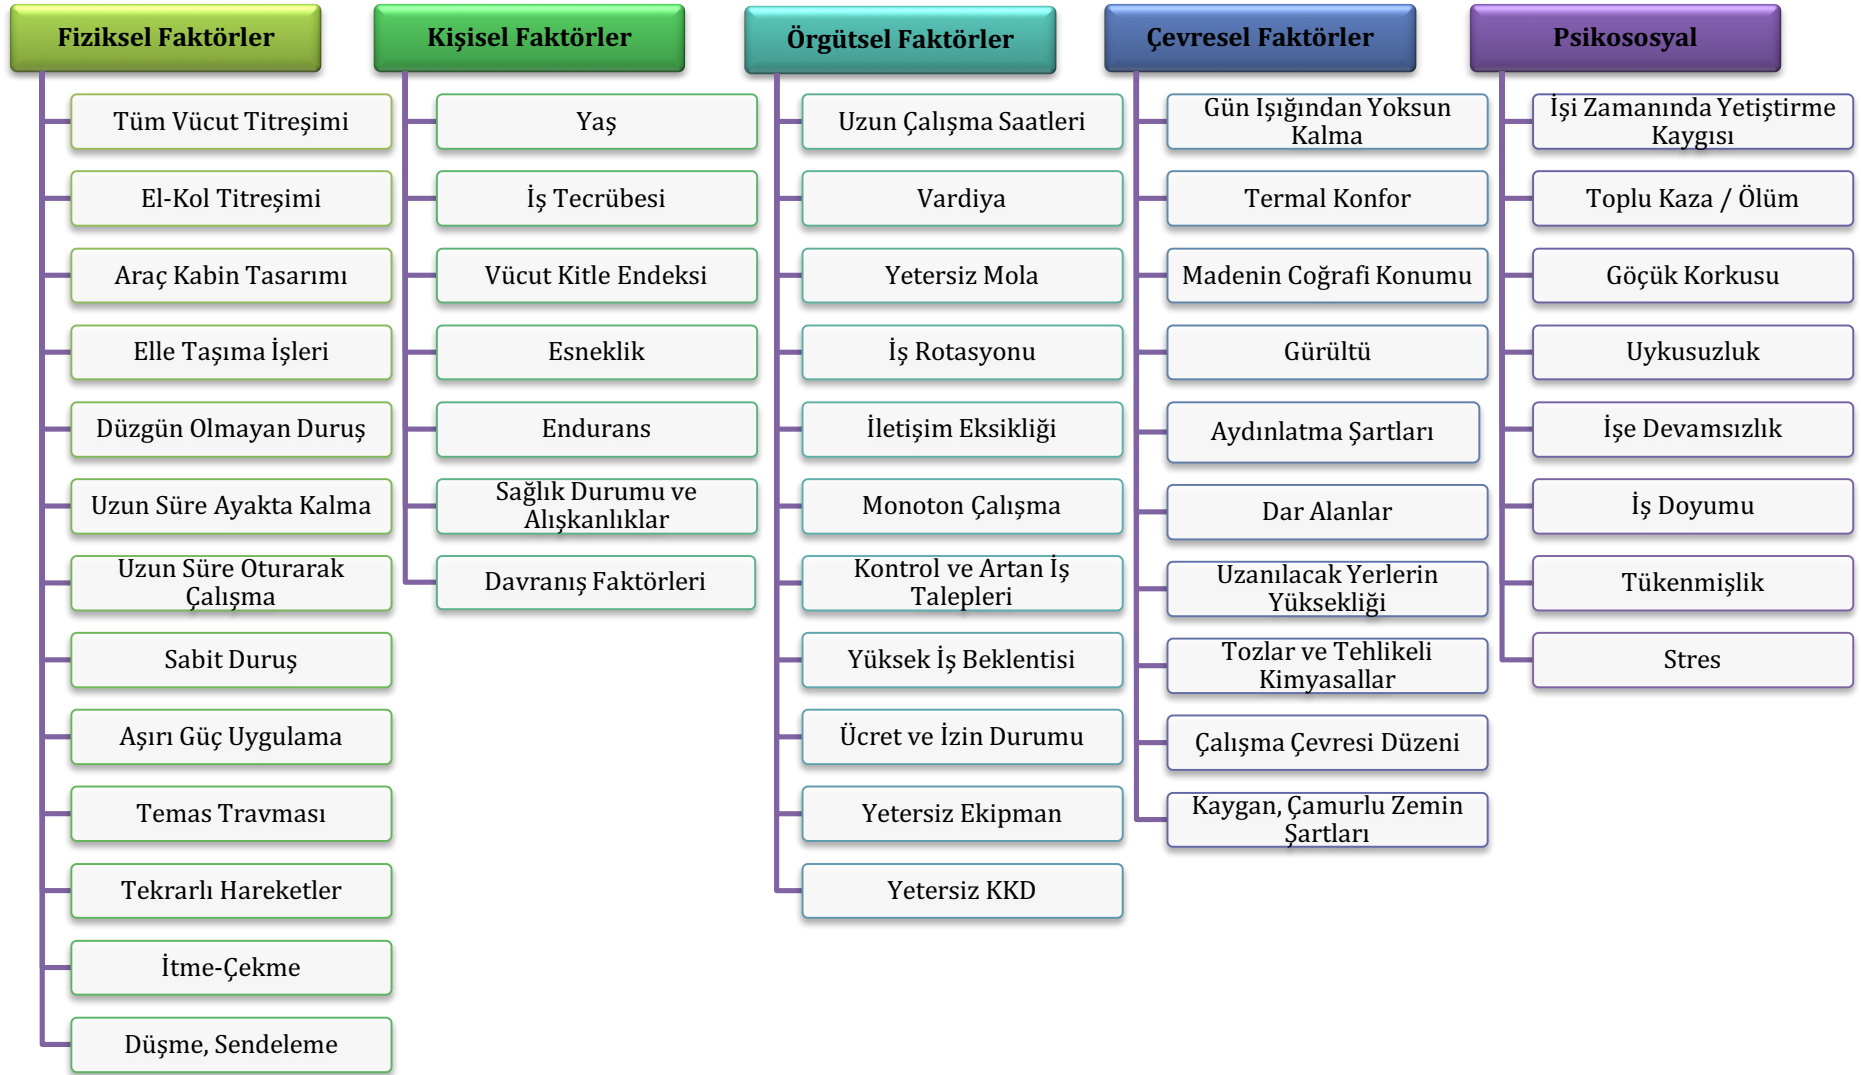 Fiziksel Faktörler
Tüm Vücut Titreşimi
El-Kol Titreşimi
Araç Kabin Tasarımı
Elle Taşıma İşleri
Düzgün Olmayan Duruş
Uzun Süre Ayakta Kalma
Uzun Süre Oturarak
Çalışma
Sabit Duruş
Aşırı Güç Uygulama
Temas Travması
Tekrarlı Hareketler
İtme-Çekme
Düşme, Sendeleme
Kişisel Faktörler
Yaş
İş Tecrübesi
Vücut Kitle Endeksi
Esneklik
Endurans
Sağlık Durumu ve
Alışkanlıklar
Davranış Faktörleri
Örgütsel Faktörler
Uzun Çalışma Saatleri
Vardiya
Yetersiz Mola
İş Rotasyonu
İletişim Eksikliği
Monoton Çalışma
Kontrol ve Artan İş
Talepleri
Yüksek İş Beklentisi
Ücret ve İzin Durumu
Yetersiz Ekipman
Yetersiz KKD
Çevresel Faktörler
Gün Işığından Yoksun
Kalma
Termal Konfor
Madenin Coğrafi Konumu
Gürültü
Aydınlatma Şartları
Dar Alanlar
Uzanılacak Yerlerin
Yüksekliği
Tozlar ve Tehlikeli
Kimyasallar
Çalışma Çevresi Düzeni
Kaygan, Çamurlu Zemin
Şartları
Psikososyal
İşi Zamanında Yetiştirme
Kaygısı
Toplu Kaza / Ölüm
Göçük Korkusu
Uykusuzluk
İşe Devamsızlık
İş Doyumu
Tükenmişlik
Stres